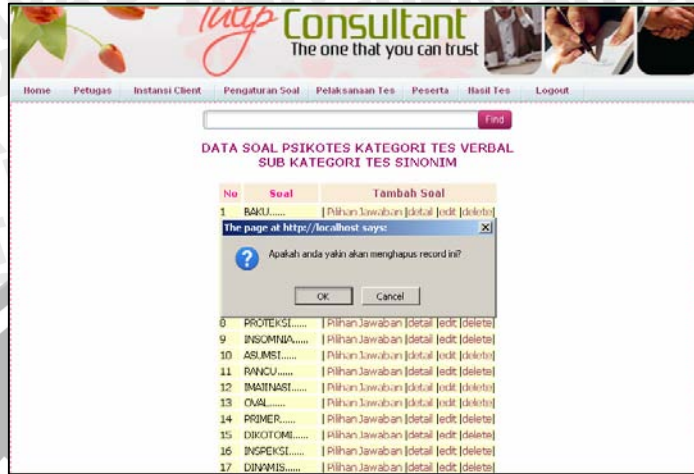 Tulip Consultant
The one that you can trust
Home Petugas Instansi Client Pengaturan Soal Pelaksanaan Tes Peserta Hasil Tes Logout
Find
DATA SOAL PSIKOTES KATEGORI TES VERBAL
SUB KATEGORI TES SINONIM
No Soal Tambah Soal
1 BAKU...... | Pilihan Jawaban |detail |edit |delete|
The page at http://localhost says:
Apakah anda yakin akan menghapus record ini?
OK Cancel
8 PROTEKSI...... | Pilihan Jawaban |detail |edit |delete|
9 INSOMNIA...... | Pilihan Jawaban |detail |edit |delete|
10 ASUMSI...... | Pilihan Jawaban |detail |edit |delete|
11 RANCU...... | Pilihan Jawaban |detail |edit |delete|
12 IMAJINASI...... | Pilihan Jawaban |detail |edit |delete|
13 OVAL...... | Pilihan Jawaban |detail |edit |delete|
14 PRIMER...... | Pilihan Jawaban |detail |edit |delete|
15 DIKOTOMI...... | Pilihan Jawaban |detail |edit |delete|
16 INSPEKSI...... | Pilihan Jawaban |detail |edit |delete|
17 DINAMIS...... | Pilihan Jawaban |detail |edit |delete|